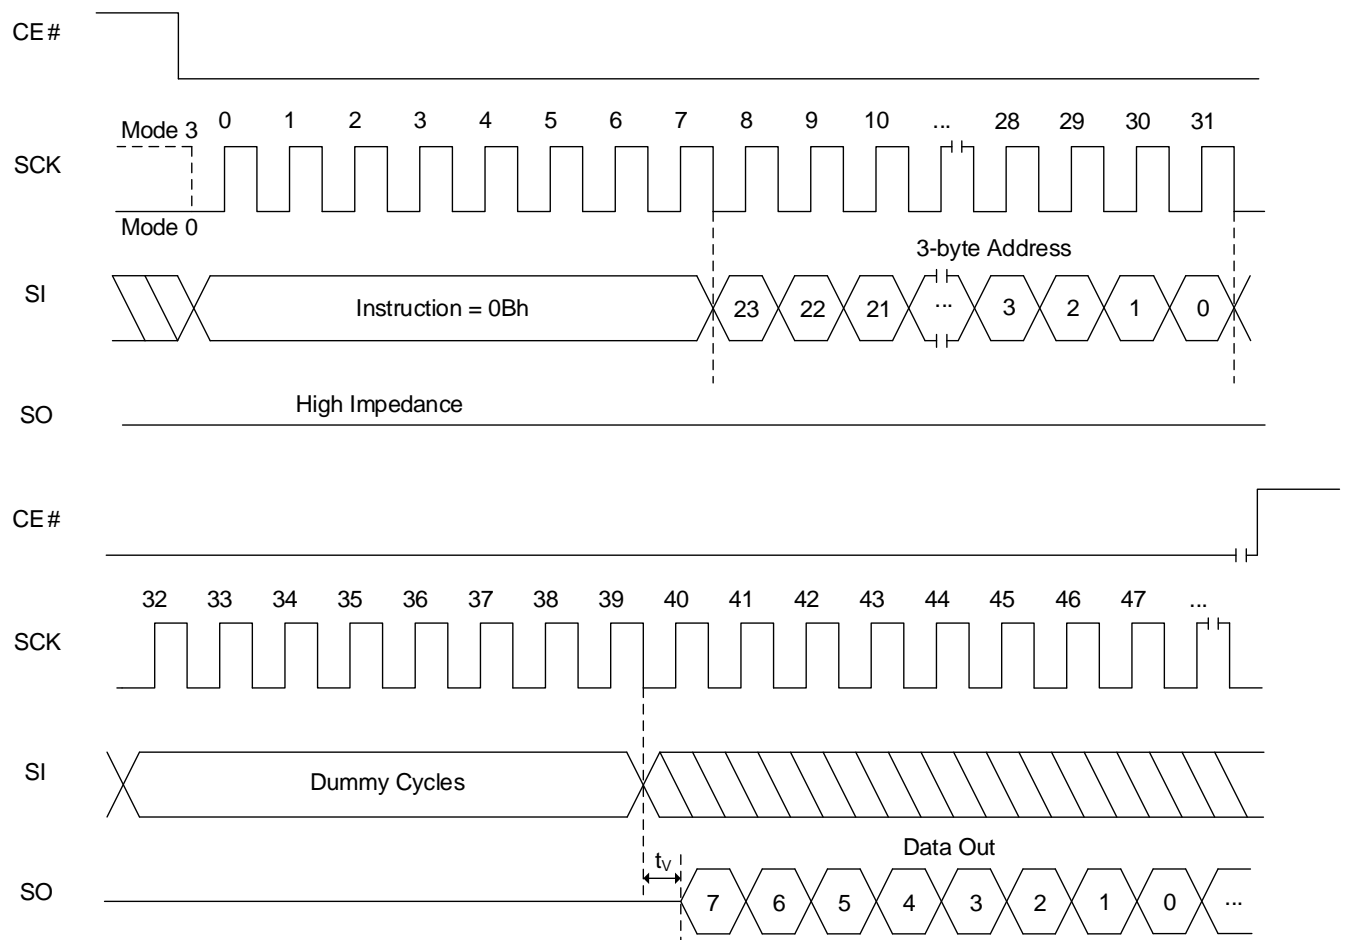 CE#
Mode 3 0 1 2 3 4 5 6 7 8 9 10 ... 28 29 30 31
SCK
Mode 0
3-byte Address
SI Instruction = 0Bh 23 22 21 ... 3 2 1 0
High Impedance
SO
CE#
32 33 34 35 36 37 38 39 40 41 42 43 44 45 46 47 ...
SCK
SI Dummy Cycles
Data Out
tV
SO 7 6 5 4 3 2 1 0 ...